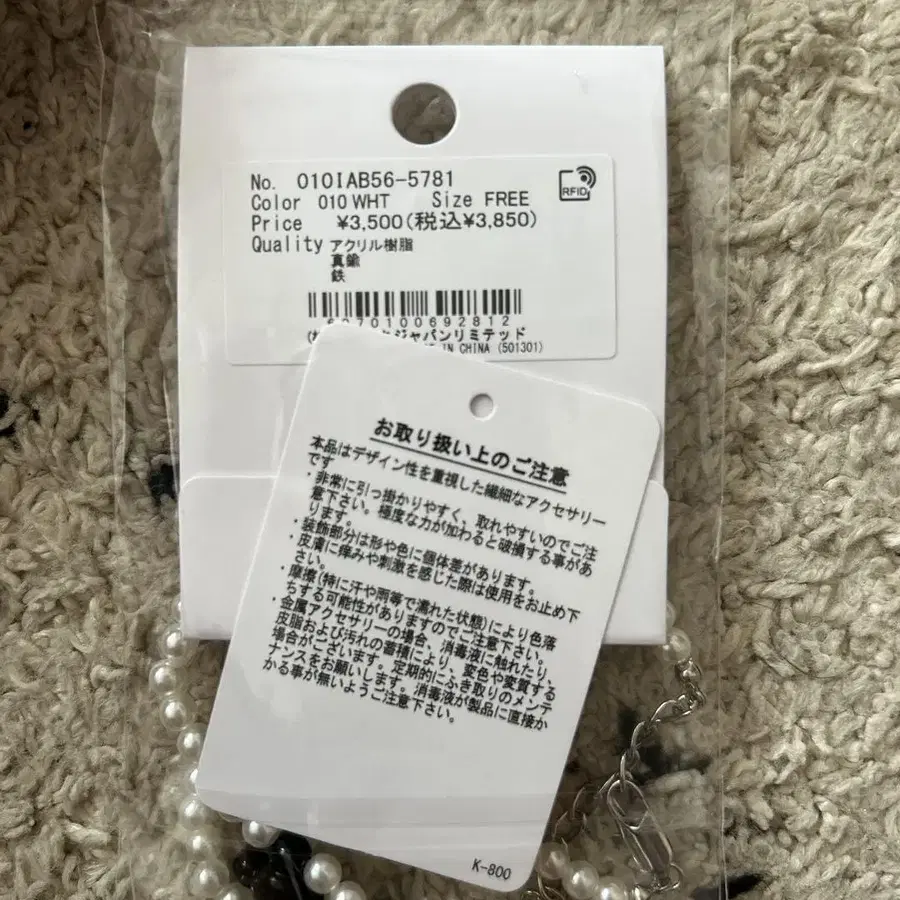 No. 010IAB56-5781
RFID
Color 010 WHT Size FREE
Price ¥3,500(税込¥3,850)
Quality アクリル樹脂
真鍮
鉄
ジャパンリミテッド
IN CHINA (501301)
お取り扱い上のご注意
本品はデザイン性を重視した繊細なアクセサリー
です
・非常に引っ掛かりやすく、取れやすいのでご注
意下さい。極度な力が加わると破損する事があ
ります。
・装飾部分は形や色に個体差があります。
・皮膚に痒みや刺激を感じた際は使用をお止め下
さい。
・摩擦(特に汗や雨等で濡れた状態)により色落
ちする可能性がありますのでご注意下さい。
・金属アクセサリーの場合、消毒液に触れたり、
皮脂および汚れの蓄積により、変色や変質する
場合がございます。定期的にふき取りのメンテ
ナンスをお願いします。消毒液が製品に直接か
かる事が無いようご注意下さい。
K-800